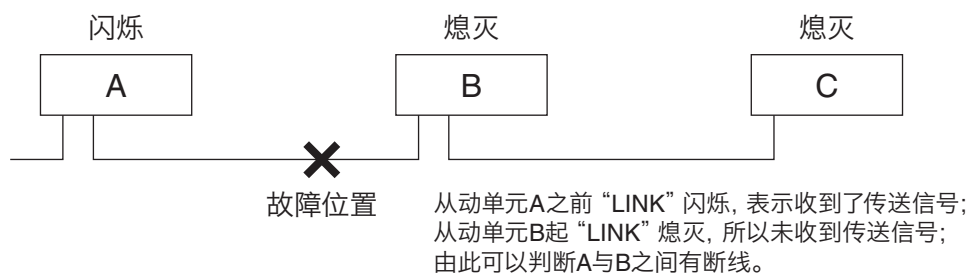 闪烁
熄灭
熄灭
A
B
C
故障位置
从动单元A之前“LINK”闪烁, 表示收到了传送信号;
从动单元B起“LINK”熄灭, 所以未收到传送信号;
由此可以判断A与B之间有断线。